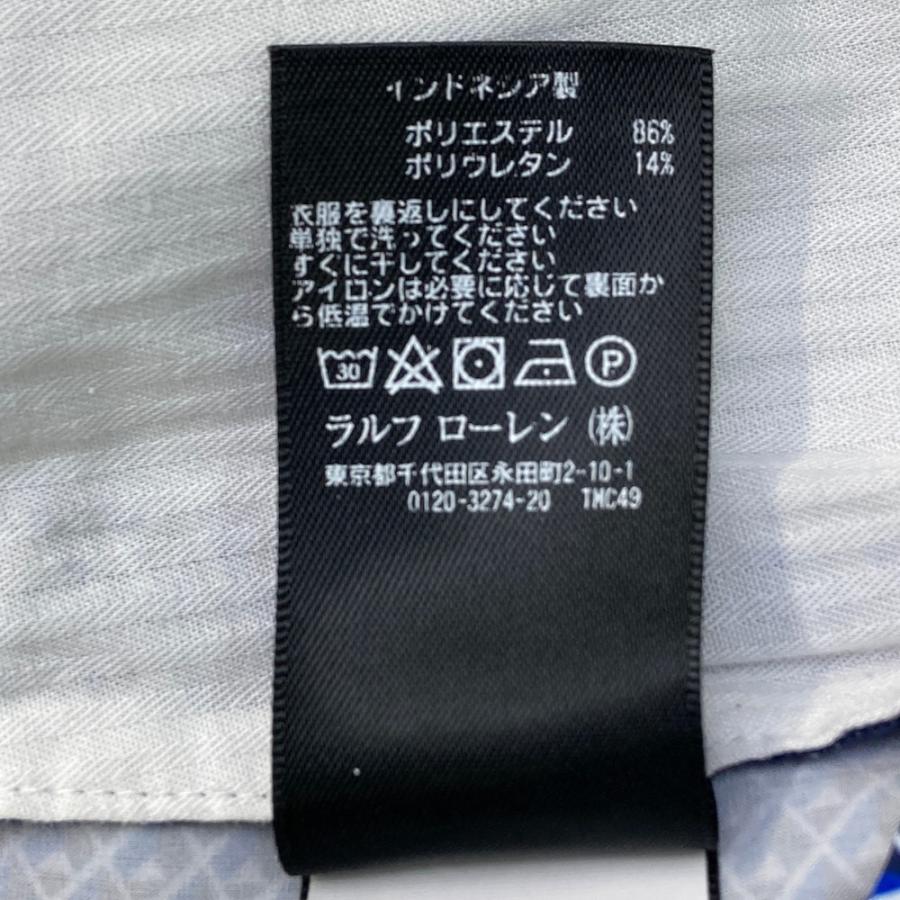 インドネシア製
ポリエステル 86%
ポリウレタン 14%
衣服を裏返しにしてください
単独で洗ってください
すぐに干してください
アイロンは必要に応じて裏面か
ら低温でかけてください
30 P
ラルフ ローレン (株)
東京都千代田区永田町2-10-1
0120-3274-20 TMC49